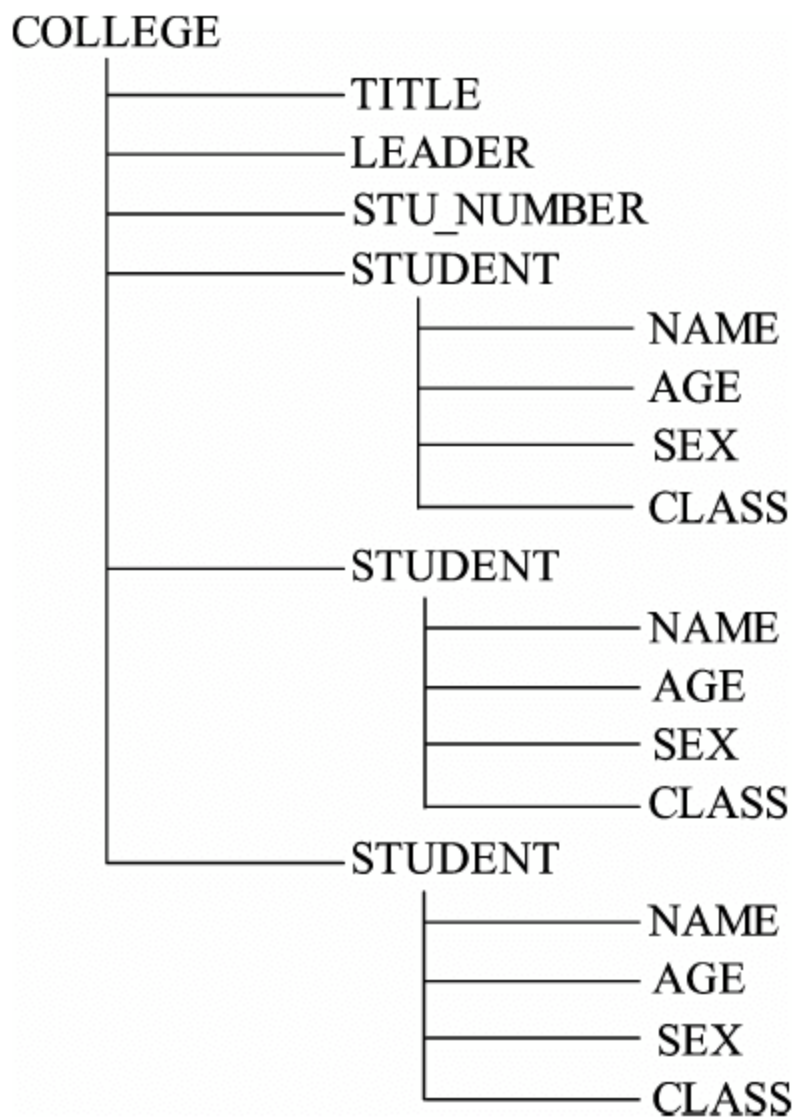 COLLEGE
TITLE
LEADER
STU_NUMBER
STUDENT
NAME
AGE
SEX
CLASS
STUDENT
NAME
AGE
SEX
CLASS
STUDENT
NAME
AGE
SEX
CLASS